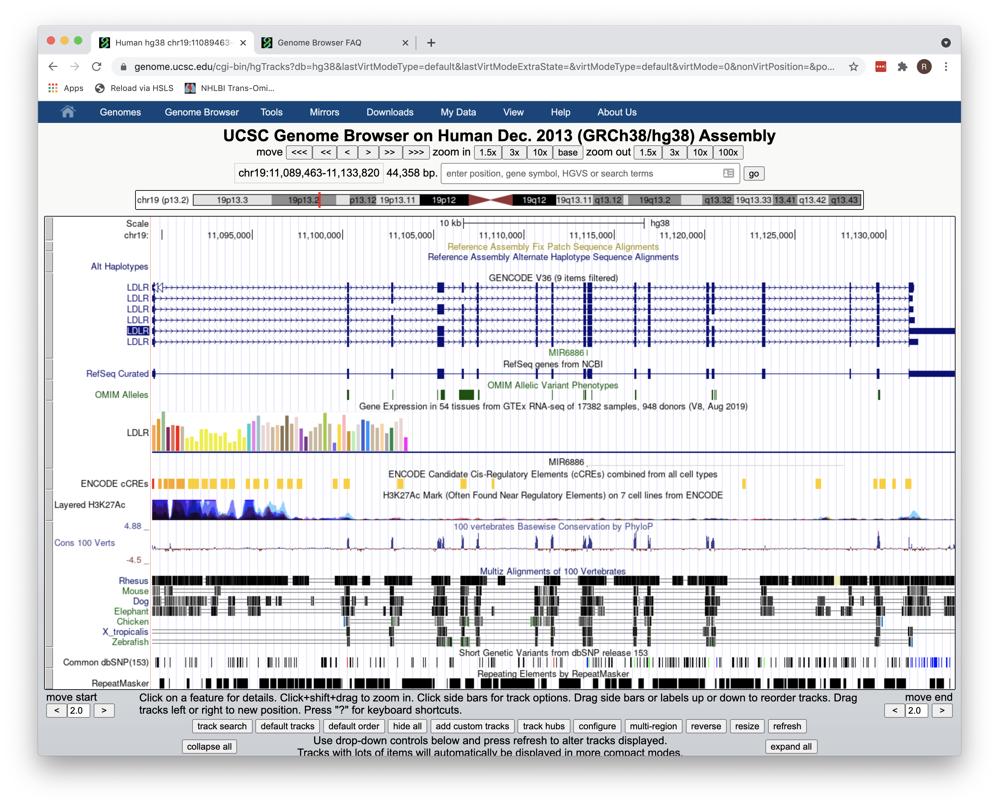 Human hg38 chr19:11089463-
Genome Browser FAQ
genome.ucsc.edu/cgi-bin/hgTracks?db=hg38&lastVirtModeType=default&lastVirtModeExtraState=&virtModeType=default&virtMode=0&nonVirtPosition=&po...
R
Apps Reload via HSLS NHLBI Trans-Omi...
Genomes Genome Browser Tools Mirrors Downloads My Data View Help About Us
UCSC Genome Browser on Human Dec. 2013 (GRCh38/hg38) Assembly
move <<< << < > >> >>> zoom in 1.5x 3x 10x base zoom out 1.5x 3x 10x 100x
chr19:11,089,463-11,133,820 44,358 bp. enter position, gene symbol, HGVS or search terms go
chr19 (p13.2) 19p13.3 19p13.2 p13.12 19p13.11 19p12 19q12 19q13.11 q13.12 19q13.2 q13.32 19q13.33 13.41 q13.42 q13.43
Scale 10 kb hg38
chr19: 11,095,000 11,100,000 11,105,000 11,110,000 11,115,000 11,120,000 11,125,000 11,130,000
Reference Assembly Fix Patch Sequence Alignments
Reference Assembly Alternate Haplotype Sequence Alignments
Alt Haplotypes
GENCODE V36 (9 items filtered)
LDLR
LDLR
LDLR
LDLR
LDLR
LDLR
MIR6886
RefSeq genes from NCBI
RefSeq Curated
OMIM Allelic Variant Phenotypes
OMIM Alleles
Gene Expression in 54 tissues from GTEx RNA-seq of 17382 samples, 948 donors (V8, Aug 2019)
LDLR
MIR6886
ENCODE Candidate Cis-Regulatory Elements (cCREs) combined from all cell types
ENCODE cCREs
H3K27Ac Mark (Often Found Near Regulatory Elements) on 7 cell lines from ENCODE
Layered H3K27Ac
4.88 _
100 vertebrates Basewise Conservation by PhyloP
Cons 100 Verts
-4.5 _
Multiz Alignments of 100 Vertebrates
Rhesus
Mouse
Dog
Elephant
Chicken
X_tropicalis
Zebrafish
Short Genetic Variants from dbSNP release 153
Common dbSNP(153)
Repeating Elements by RepeatMasker
RepeatMasker
move start
< 2.0 >
Click on a feature for details. Click+shift+drag to zoom in. Click side bars for track options. Drag side bars or labels up or down to reorder tracks. Drag
tracks left or right to new position. Press "?" for keyboard shortcuts.
move end
< 2.0 >
track search default tracks default order hide all add custom tracks track hubs configure multi-region reverse resize refresh
collapse all
Use drop-down controls below and press refresh to alter tracks displayed.
Tracks with lots of items will automatically be displayed in more compact modes.
expand all